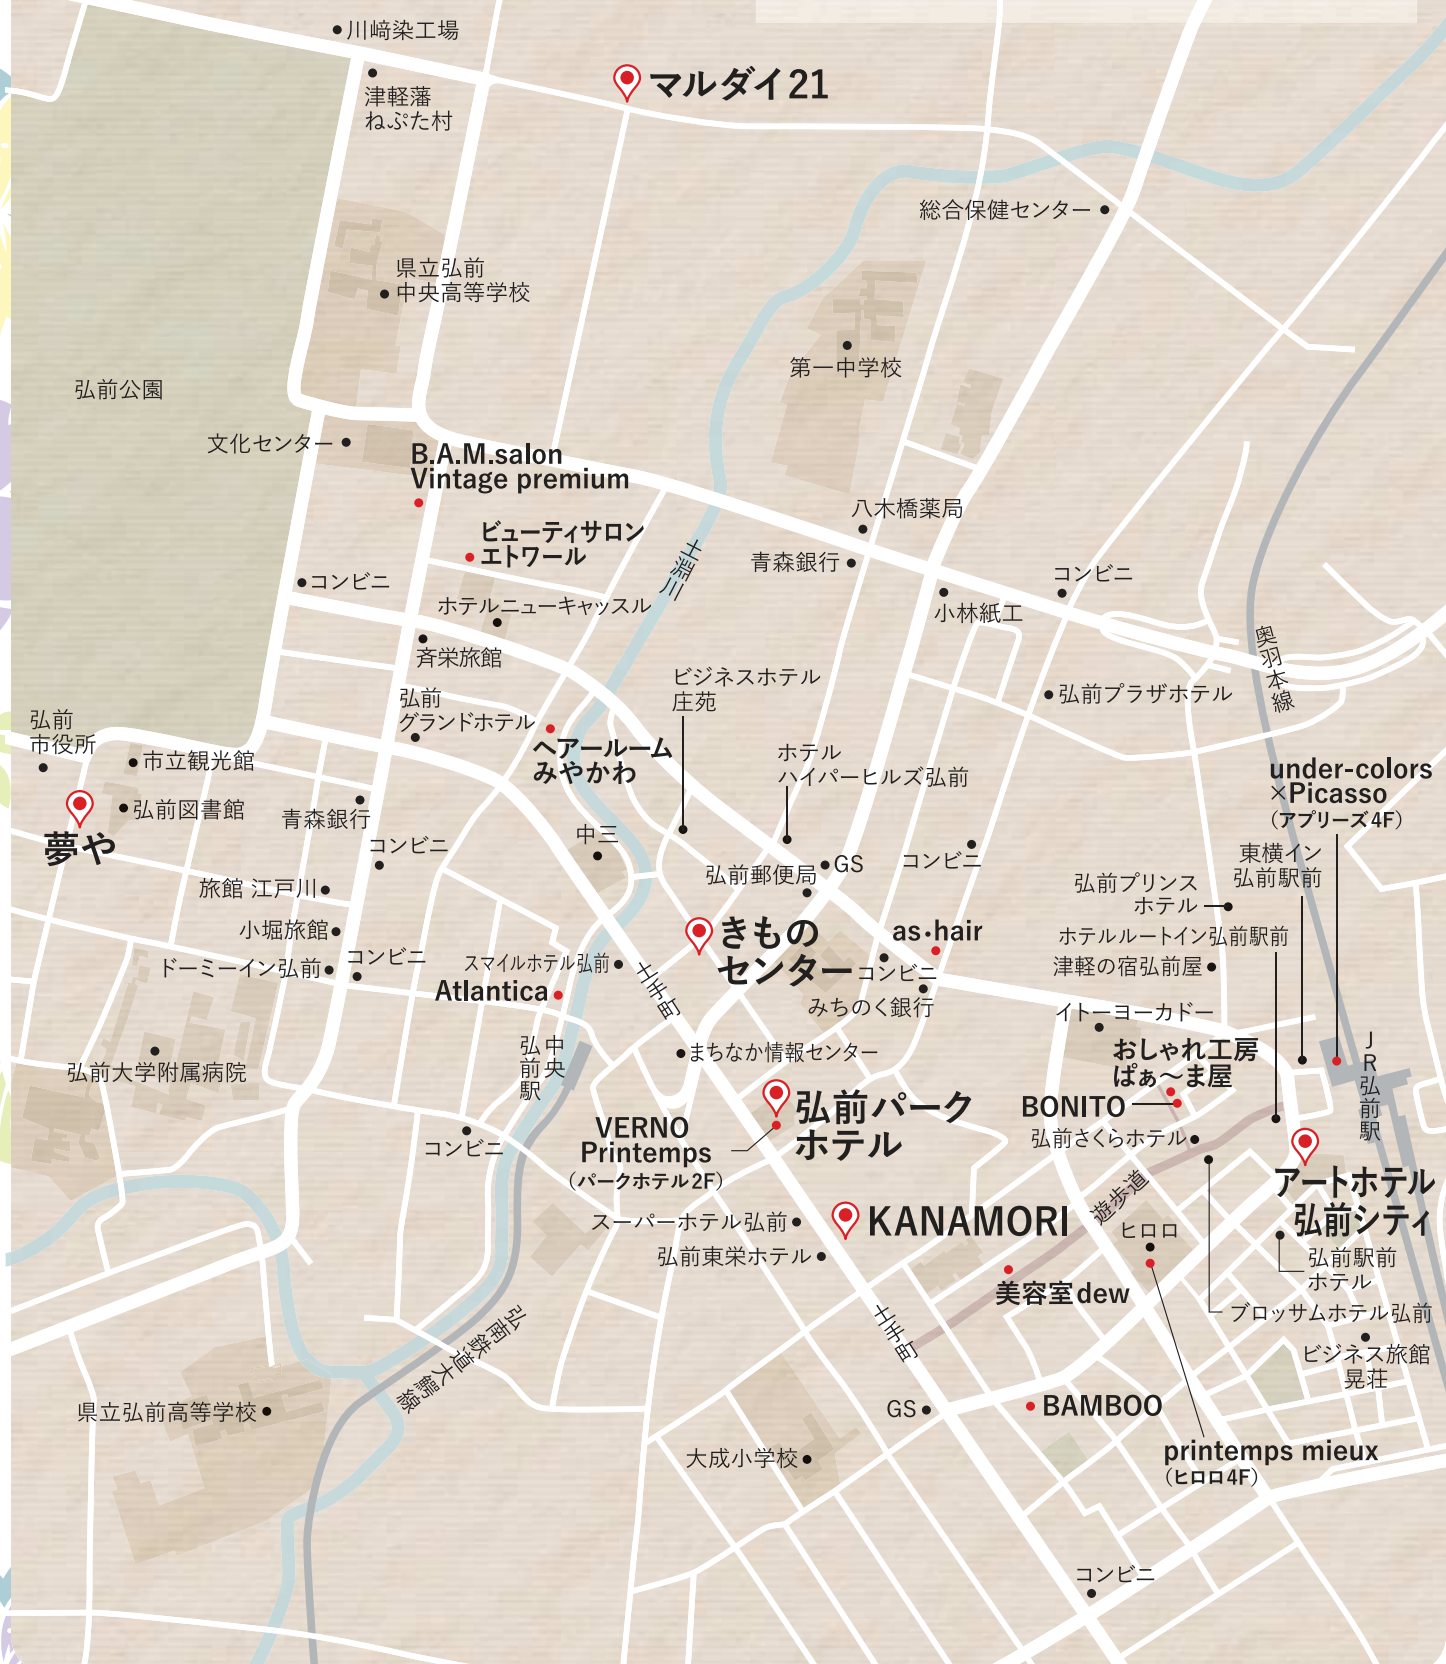 川﨑染工場
津軽藩
ねぷた村
マルダイ21
総合保健センター
県立弘前
中央高等学校
第一中学校
弘前公園
文化センター
B.A.M.salon
Vintage premium
ビューティサロン
エトワール
八木橋薬局
青森銀行
土淵川
コンビニ
小林紙工
コンビニ
ホテルニューキャッスル
斉栄旅館
奥羽本線
弘前プラザホテル
ビジネスホテル
庄苑
弘前
グランドホテル
弘前
市役所
市立観光館
ヘアールーム
みやかわ
ホテル
ハイパーヒルズ弘前
under-colors
×Picasso
(アプリーズ4F)
弘前図書館
夢や
青森銀行
コンビニ
中三
弘前郵便局
GS
コンビニ
東横イン
弘前駅前
弘前プリンス
ホテル
旅館 江戸川
小堀旅館
ドーミーイン弘前
コンビニ
スマイルホテル弘前
Atlantica
きもの
センター
as・hair
コンビニ
みちのく銀行
ホテルルートイン弘前駅前
津軽の宿弘前屋
イトーヨーカドー
土手町
中央
弘前駅
まちなか情報センター
おしゃれ工房
ぱぁ〜ま屋
BONITO
JR弘前駅
弘前大学附属病院
コンビニ
VERNO
Printemps
(パークホテル2F)
弘前パーク
ホテル
弘前さくらホテル
アートホテル
弘前シティ
遊歩道
スーパーホテル弘前
KANAMORI
弘前東栄ホテル
ヒロロ
美容室dew
弘前駅前
ホテル
ブロッサムホテル弘前
ビジネス旅館
晃荘
土手町
弘南鉄道大鰐線
県立弘前高等学校
GS
BAMBOO
大成小学校
printemps mieux
(ヒロロ4F)
コンビニ